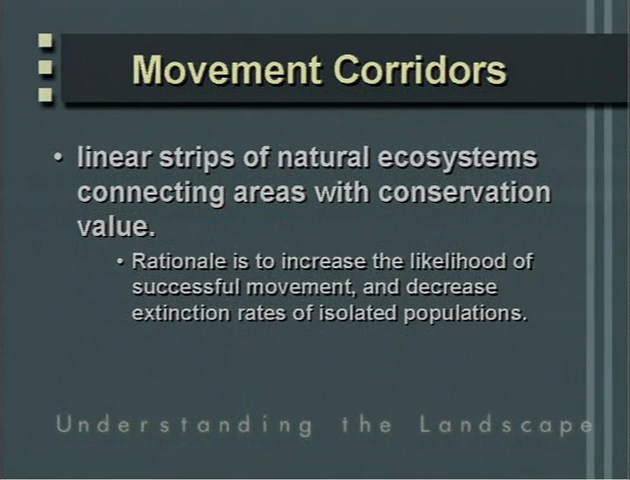 Movement Corridors
• linear strips of natural ecosystems
connecting areas with conservation
value.
• Rationale is to increase the likelihood of
successful movement, and decrease
extinction rates of isolated populations.
Understanding the Landscape